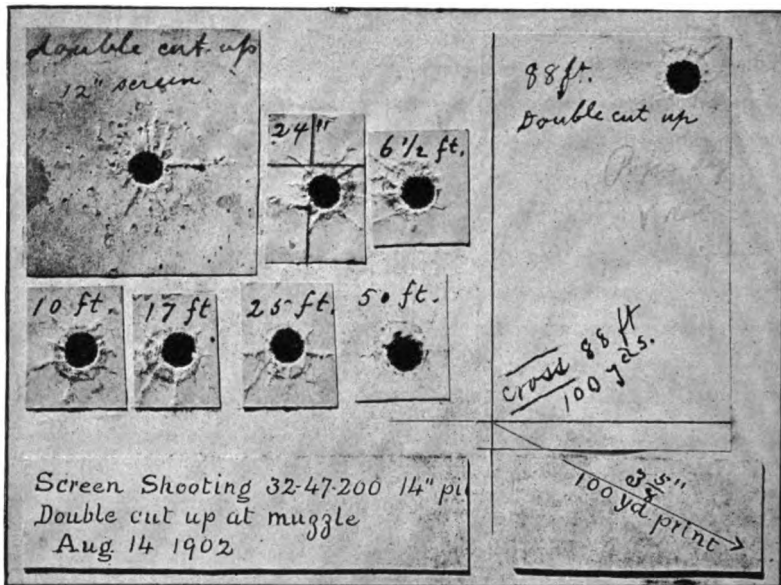 double cut up
12" screen
24"
6 1/2 ft.
88 ft.
Double cut up
10 ft.
17 ft
25 ft.
50 ft.
cross 88 ft
100 yds.
3 5/8"
100 yd print
Screen Shooting 32-47-200 14"
Double cut up at muzzle
Aug 14 1902